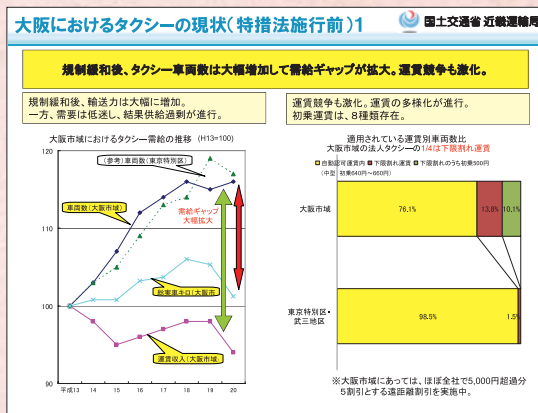 大阪におけるタクシーの現状(特措法施行前)1
国土交通省 近畿運輸局
規制緩和後、タクシー車両数は大幅増加して需給ギャップが拡大。運賃競争も激化。
規制緩和後、輸送力は大幅に増加。
一方、需要は低迷し、結果供給過剰が進行。
運賃競争も激化。運賃の多様化が進行。
初乗運賃は、8種類存在。
大阪市域におけるタクシー需給の推移 (H13=100)
120
110
100
90
(参考)車両数(東京特別区)
車両数(大阪市域)
需給ギャップ
大幅拡大
総実車キロ(大阪市
運賃収入(大阪市域)
平成13 14 15 16 17 18 19 20
適用されている運賃別車両数比
大阪市域の法人タクシーの1/4は下限割れ運賃
自動認可運賃内 下限割れ運賃 下限割れのうち初乗500円
(中型 初乗640円~660円)
大阪市域
76.1% 13.8% 10.1%
東京特別区・
武三地区
98.5% 1.5%
※大阪市域にあっては、ほぼ全社で5,000円超過分
5割引とする遠距離割引を実施中。